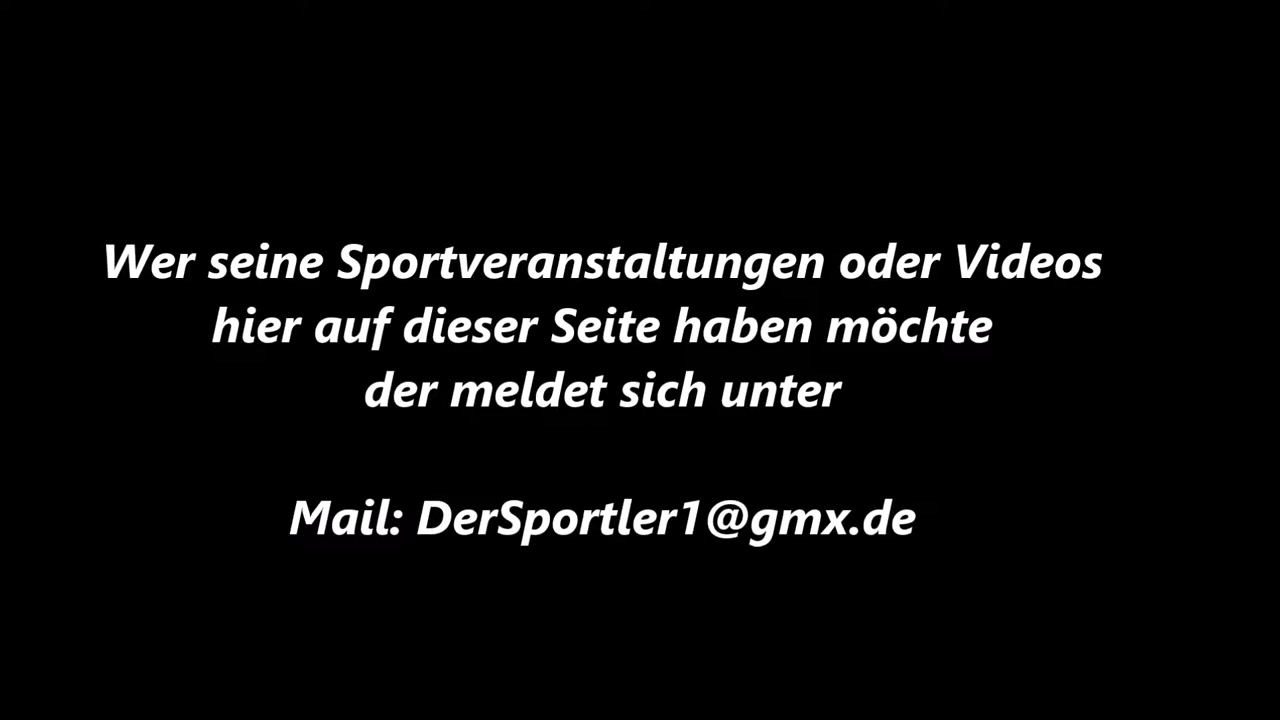 Wer seine Sportveranstaltungen oder Videos
hier auf dieser Seite haben möchte
der meldet sich unter
Mail: DerSportler1@gmx.de